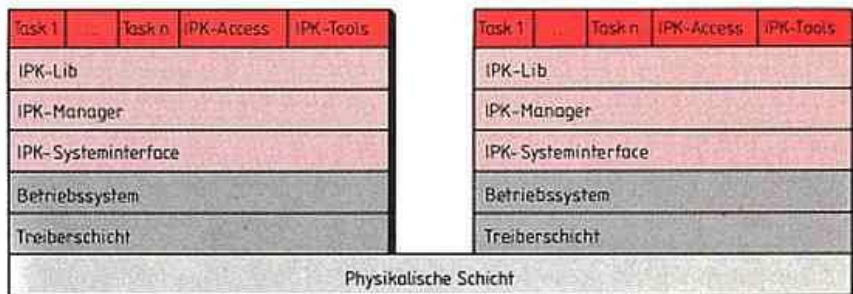 Task 1 ... Task n IPK-Access IPK-Tools
IPK-Lib
IPK-Manager
IPK-Systeminterface
Betriebssystem
Treiberschicht
Task 1 ... Task n IPK-Access IPK-Tools
IPK-Lib
IPK-Manager
IPK-Systeminterface
Betriebssystem
Treiberschicht
Physikalische Schicht